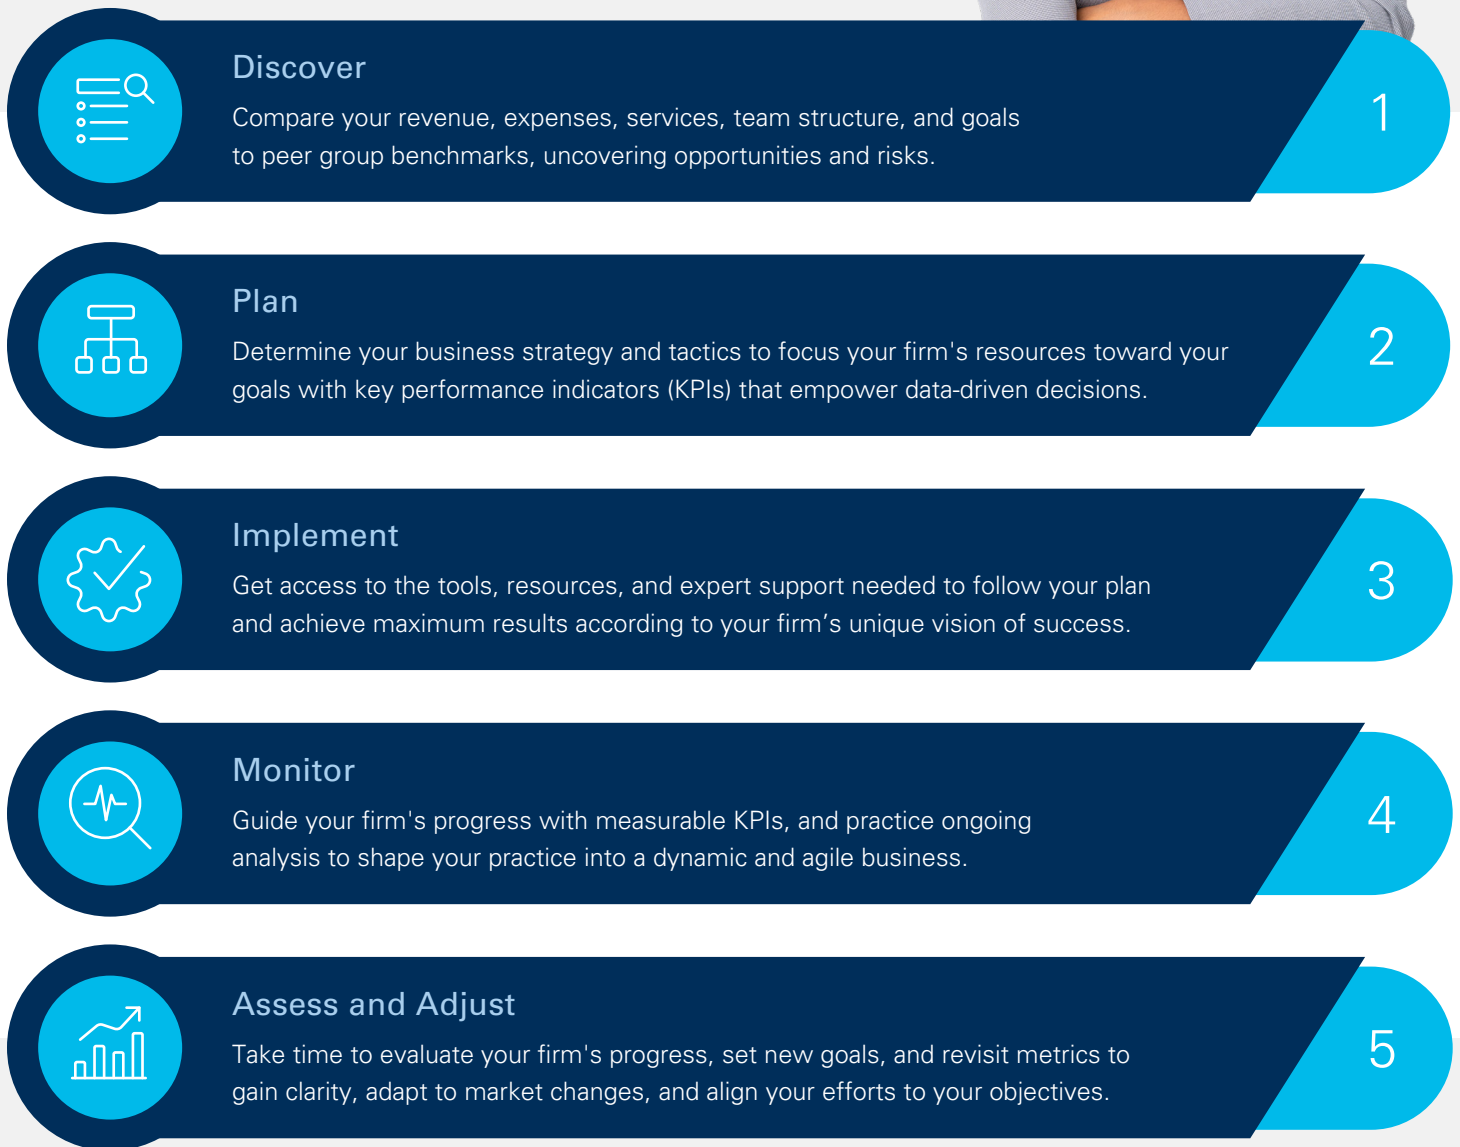 Discover
Compare your revenue, expenses, services, team structure, and goals
to peer group benchmarks, uncovering opportunities and risks.
1
Plan
Determine your business strategy and tactics to focus your firm's resources toward your
goals with key performance indicators (KPIs) that empower data-driven decisions.
2
Implement
Get access to the tools, resources, and expert support needed to follow your plan
and achieve maximum results according to your firm’s unique vision of success.
3
Monitor
Guide your firm's progress with measurable KPIs, and practice ongoing
analysis to shape your practice into a dynamic and agile business.
4
Assess and Adjust
Take time to evaluate your firm's progress, set new goals, and revisit metrics to
gain clarity, adapt to market changes, and align your efforts to your objectives.
5